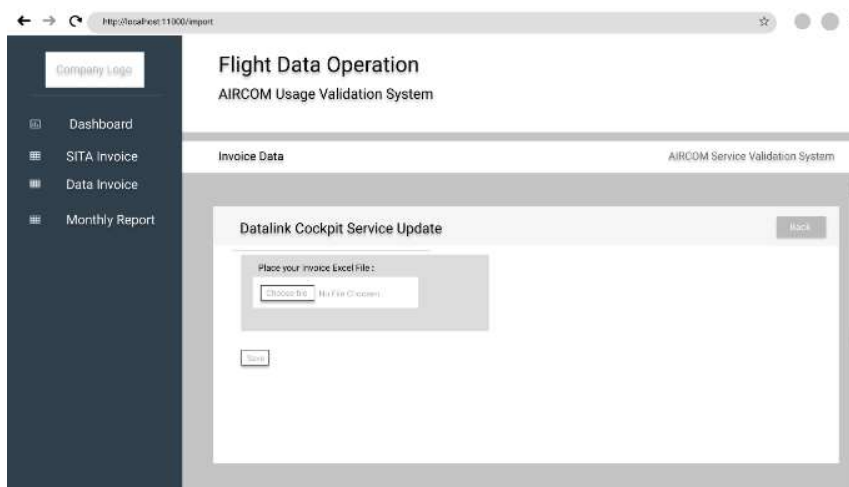 http://localhost:11000/import
Company Logo
Flight Data Operation
AIRCOM Usage Validation System
Dashboard
SITA Invoice
Data Invoice
Monthly Report
Invoice Data
AIRCOM Service Validation System
Datalink Cockpit Service Update
Back
Place your Invoice Excel File :
Choose file
No File Choosen
Save